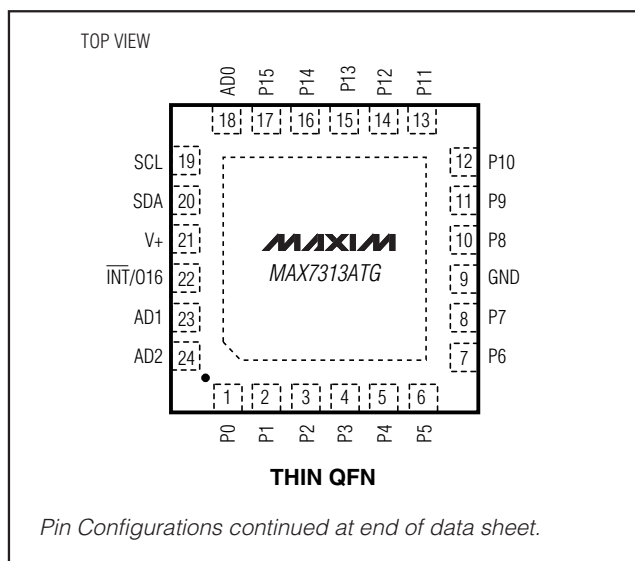 TOP VIEW
AD0 P15 P14 P13 P12 P11
18 17 16 15 14 13
SCL 19 12 P10
SDA 20 11 P9
V+ 21 MAXIM 10 P8
INT/O16 22 MAX7313ATG 9 GND
AD1 23 8 P7
AD2 24 7 P6
1 2 3 4 5 6
P0 P1 P2 P3 P4 P5
THIN QFN
Pin Configurations continued at end of data sheet.